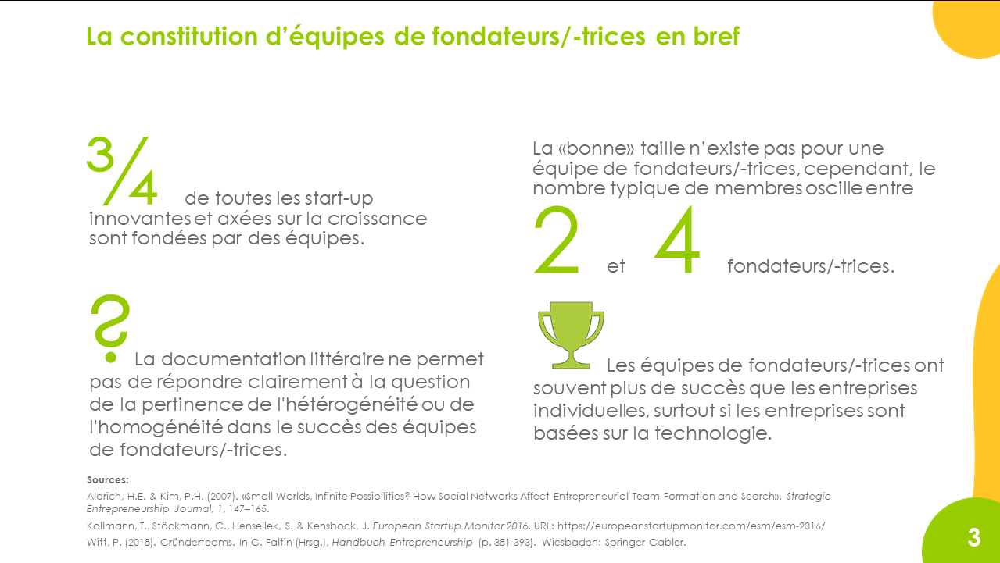 La constitution d’équipes de fondateurs/-trices en bref
¾ de toutes les start-up
innovantes et axées sur la croissance
sont fondées par des équipes.
La «bonne» taille n’existe pas pour une
équipe de fondateurs/-trices, cependant, le
nombre typique de membres oscille entre
2 et 4 fondateurs/-trices.
? La documentation littéraire ne permet
pas de répondre clairement à la question
de la pertinence de l'hétérogénéité ou de
l'homogénéité dans le succès des équipes
de fondateurs/-trices.
Les équipes de fondateurs/-trices ont
souvent plus de succès que les entreprises
individuelles, surtout si les entreprises sont
basées sur la technologie.
Sources:
Aldrich, H.E. & Kim, P.H. (2007). «Small Worlds, Infinite Possibilities? How Social Networks Affect Entrepreneurial Team Formation and Search». Strategic
Entrepreneurship Journal, 1, 147–165.
Kollmann, T., Stöckmann, C., Hensellek, S. & Kensbock, J. European Startup Monitor 2016. URL: https://europeanstartupmonitor.com/esm/esm-2016/
Witt, P. (2018). Gründerteams. In G. Faltin (Hrsg.), Handbuch Entrepreneurship (p. 381-393). Wiesbaden: Springer Gabler.
3